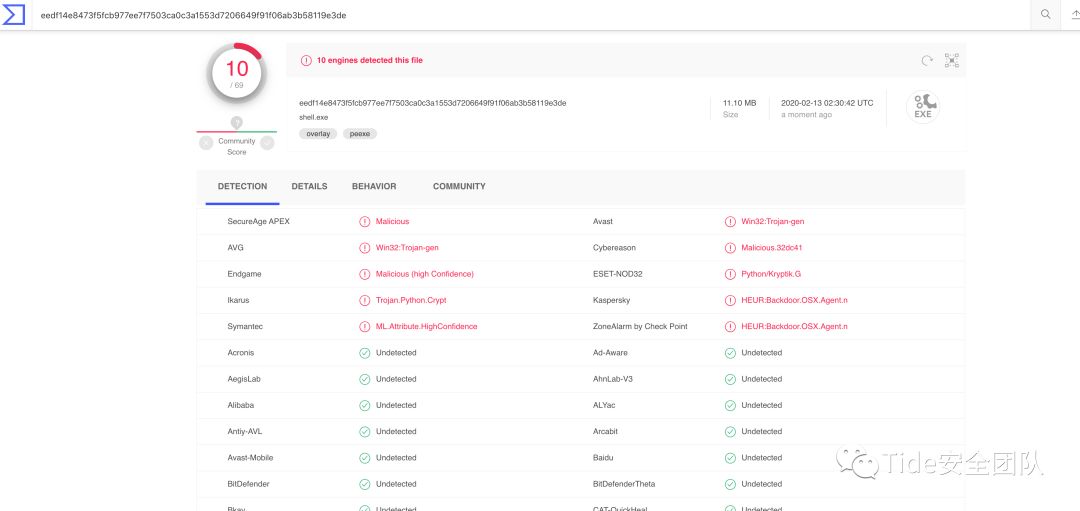 eedf14e8473f5fcb977ee7f7503ca0c3a1553d7206649f91f06ab3b58119e3de
10
/ 69
?
Community
Score
10 engines detected this file
eedf14e8473f5fcb977ee7f7503ca0c3a1553d7206649f91f06ab3b58119e3de
shell.exe
overlay peexe
11.10 MB
Size
2020-02-13 02:30:42 UTC
a moment ago
EXE
DETECTION DETAILS BEHAVIOR COMMUNITY
SecureAge APEX Malicious Avast Win32:Trojan-gen
AVG Win32:Trojan-gen Cybereason Malicious.32dc41
Endgame Malicious (high Confidence) ESET-NOD32 Python/Kryptik.G
Ikarus Trojan.Python.Crypt Kaspersky HEUR:Backdoor.OSX.Agent.n
Symantec ML.Attribute.HighConfidence ZoneAlarm by Check Point HEUR:Backdoor.OSX.Agent.n
Acronis Undetected Ad-Aware Undetected
AegisLab Undetected AhnLab-V3 Undetected
Alibaba Undetected ALYac Undetected
Antiy-AVL Undetected Arcabit Undetected
Avast-Mobile Undetected Baidu Undetected
BitDefender Undetected BitDefenderTheta Undetected
Bkav Undetected CAT-QuickHeal Undetected
Tide安全团队